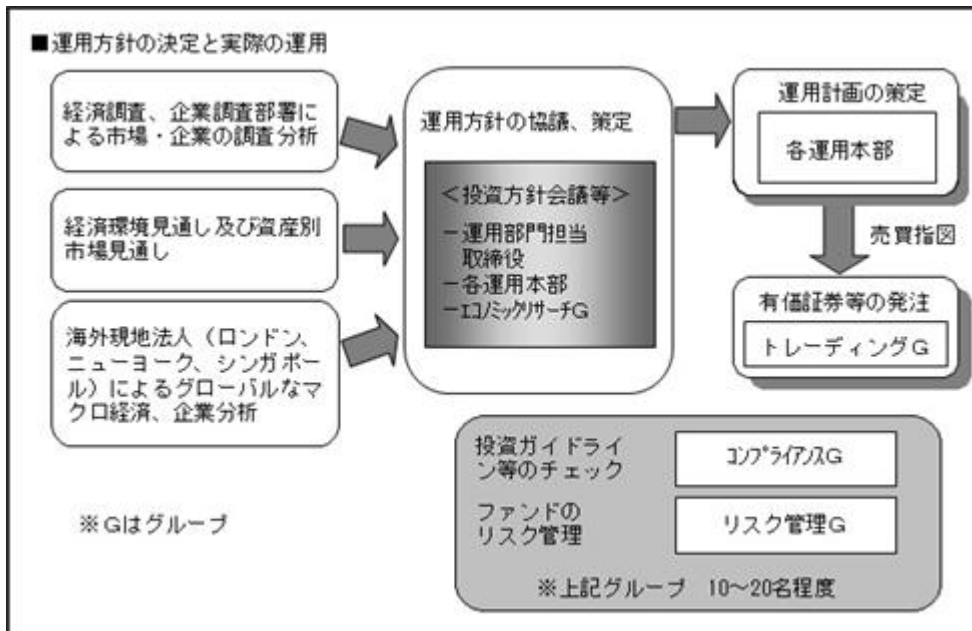 ■運用方針の決定と実際の運用
経済調査、企業調査部署に
よる市場・企業の調査分析
経済環境見通し及び資産別
市場見通し
海外現地法人（ロンドン、
ニューヨーク、シンガポー
ル）によるグローバルなマ
クロ経済、企業分析
※Gはグループ
運用方針の協議、策定
＜投資方針会議等＞
－運用部門担当
取締役
－各運用本部
－ｴｺﾉﾐｯｸﾘｻｰﾁG
運用計画の策定
各運用本部
売買指図
有価証券等の発注
トレーディングG
投資ガイドライ
ン等のチェック
ｺﾝﾌﾟﾗｲｱﾝｽG
ファンドの
リスク管理
リスク管理G
※上記グループ 10～20名程度